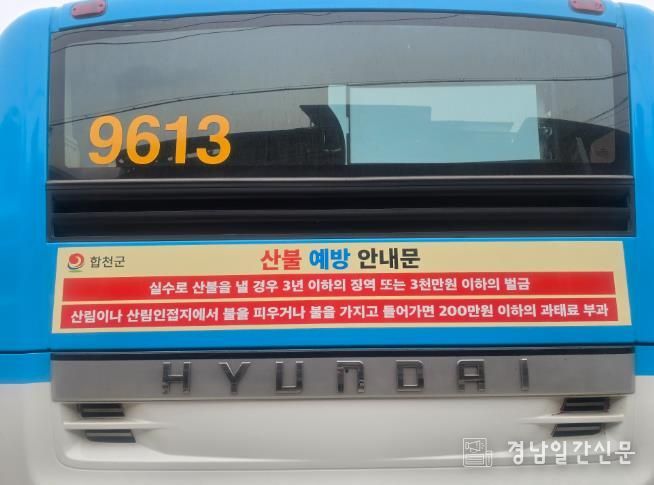 9613
합천군
산불 예방 안내문
실수로 산불을 낼 경우 3년 이하의 징역 또는 3천만원 이하의 벌금
산림이나 산림인접지에서 불을 피우거나 불을 가지고 들어가면 200만원 이하의 과태료 부과
HYUNDAI
경남일간신문